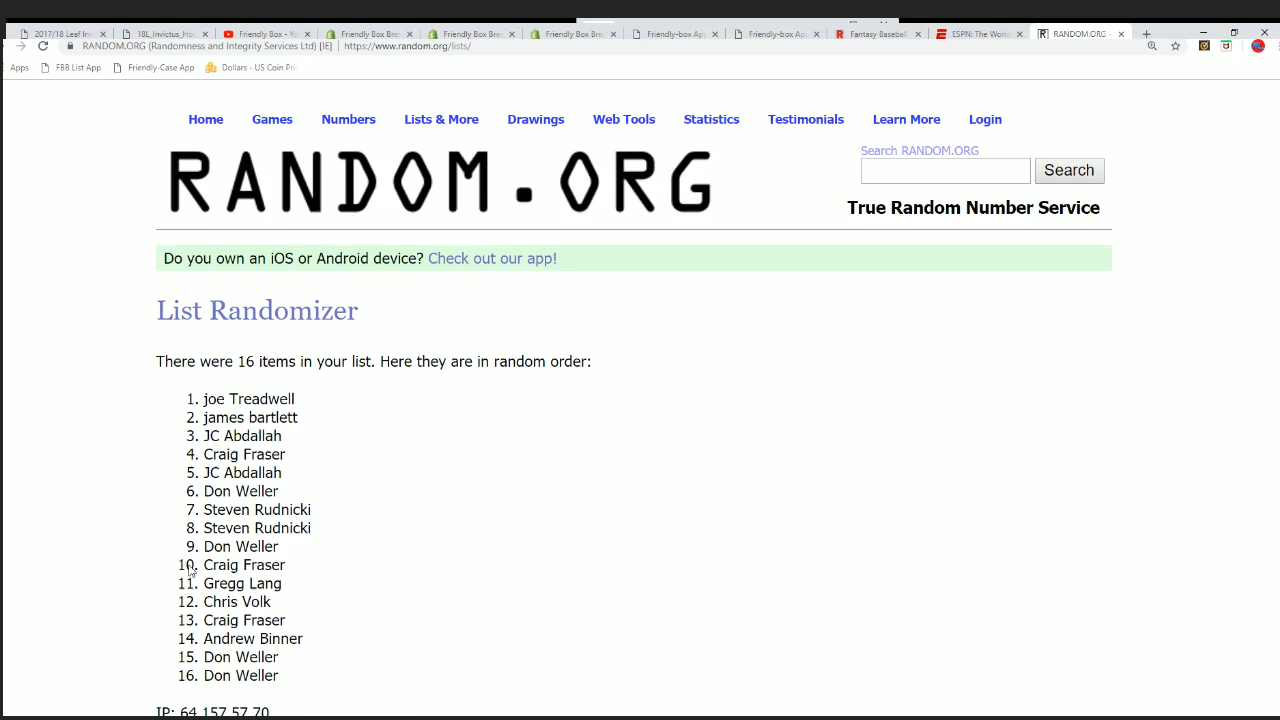 2017/18 Leaf Inv
18L_Invictus_Ho
Friendly Box - Yo
Friendly Box Bre
Friendly Box Bre
Friendly Box Bre
Friendly-box Ap
Friendly-box Ap
Fantasy Baseball
ESPN: The World
RANDOM.ORG -
RANDOM.ORG (Randomness and Integrity Services Ltd) [IE] | https://www.random.org/lists/
Apps
FBB List App
Friendly-Case App
Dollars - US Coin Pri
Home
Games
Numbers
Lists & More
Drawings
Web Tools
Statistics
Testimonials
Learn More
Login
RANDOM.ORG
Search RANDOM.ORG
Search
True Random Number Service
Do you own an iOS or Android device? Check out our app!
List Randomizer
There were 16 items in your list. Here they are in random order:
1. joe Treadwell
2. james bartlett
3. JC Abdallah
4. Craig Fraser
5. JC Abdallah
6. Don Weller
7. Steven Rudnicki
8. Steven Rudnicki
9. Don Weller
10. Craig Fraser
11. Gregg Lang
12. Chris Volk
13. Craig Fraser
14. Andrew Binner
15. Don Weller
16. Don Weller
IP: 64.157.57.70